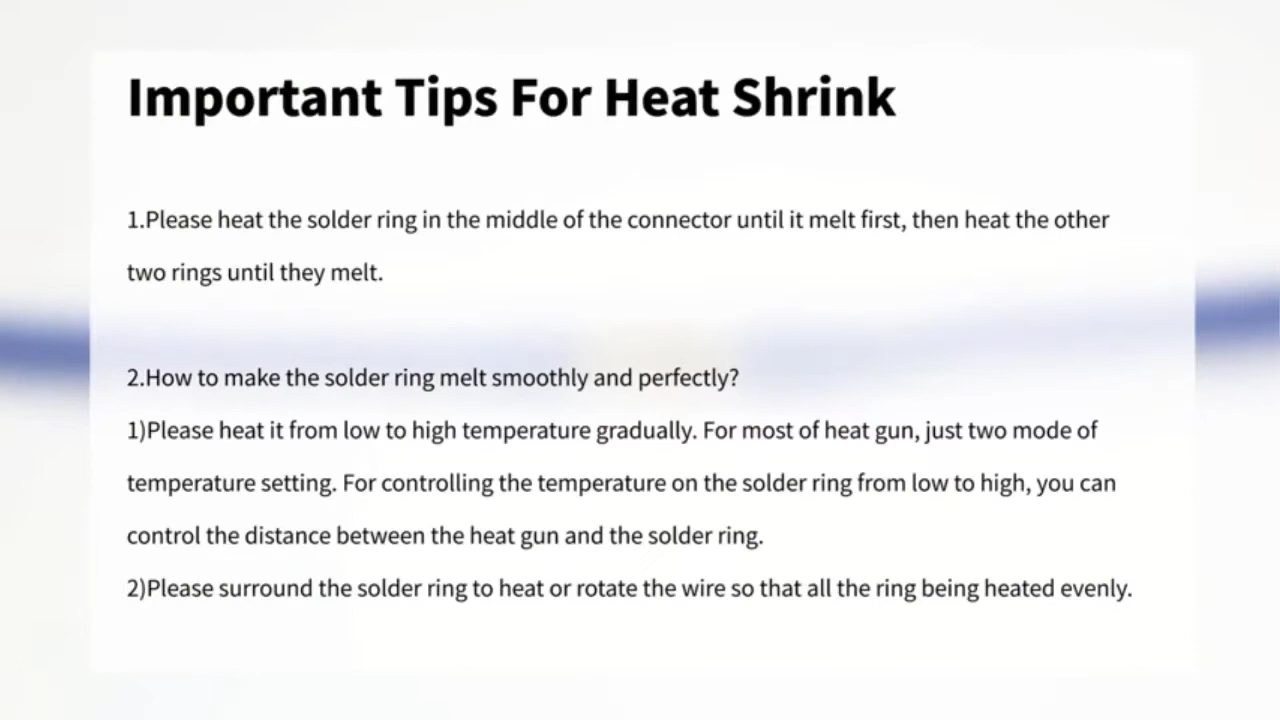 Important Tips For Heat Shrink
1.Please heat the solder ring in the middle of the connector until it melt first, then heat the other
two rings until they melt.
2.How to make the solder ring melt smoothly and perfectly?
1)Please heat it from low to high temperature gradually. For most of heat gun, just two mode of
temperature setting. For controlling the temperature on the solder ring from low to high, you can
control the distance between the heat gun and the solder ring.
2)Please surround the solder ring to heat or rotate the wire so that all the ring being heated evenly.